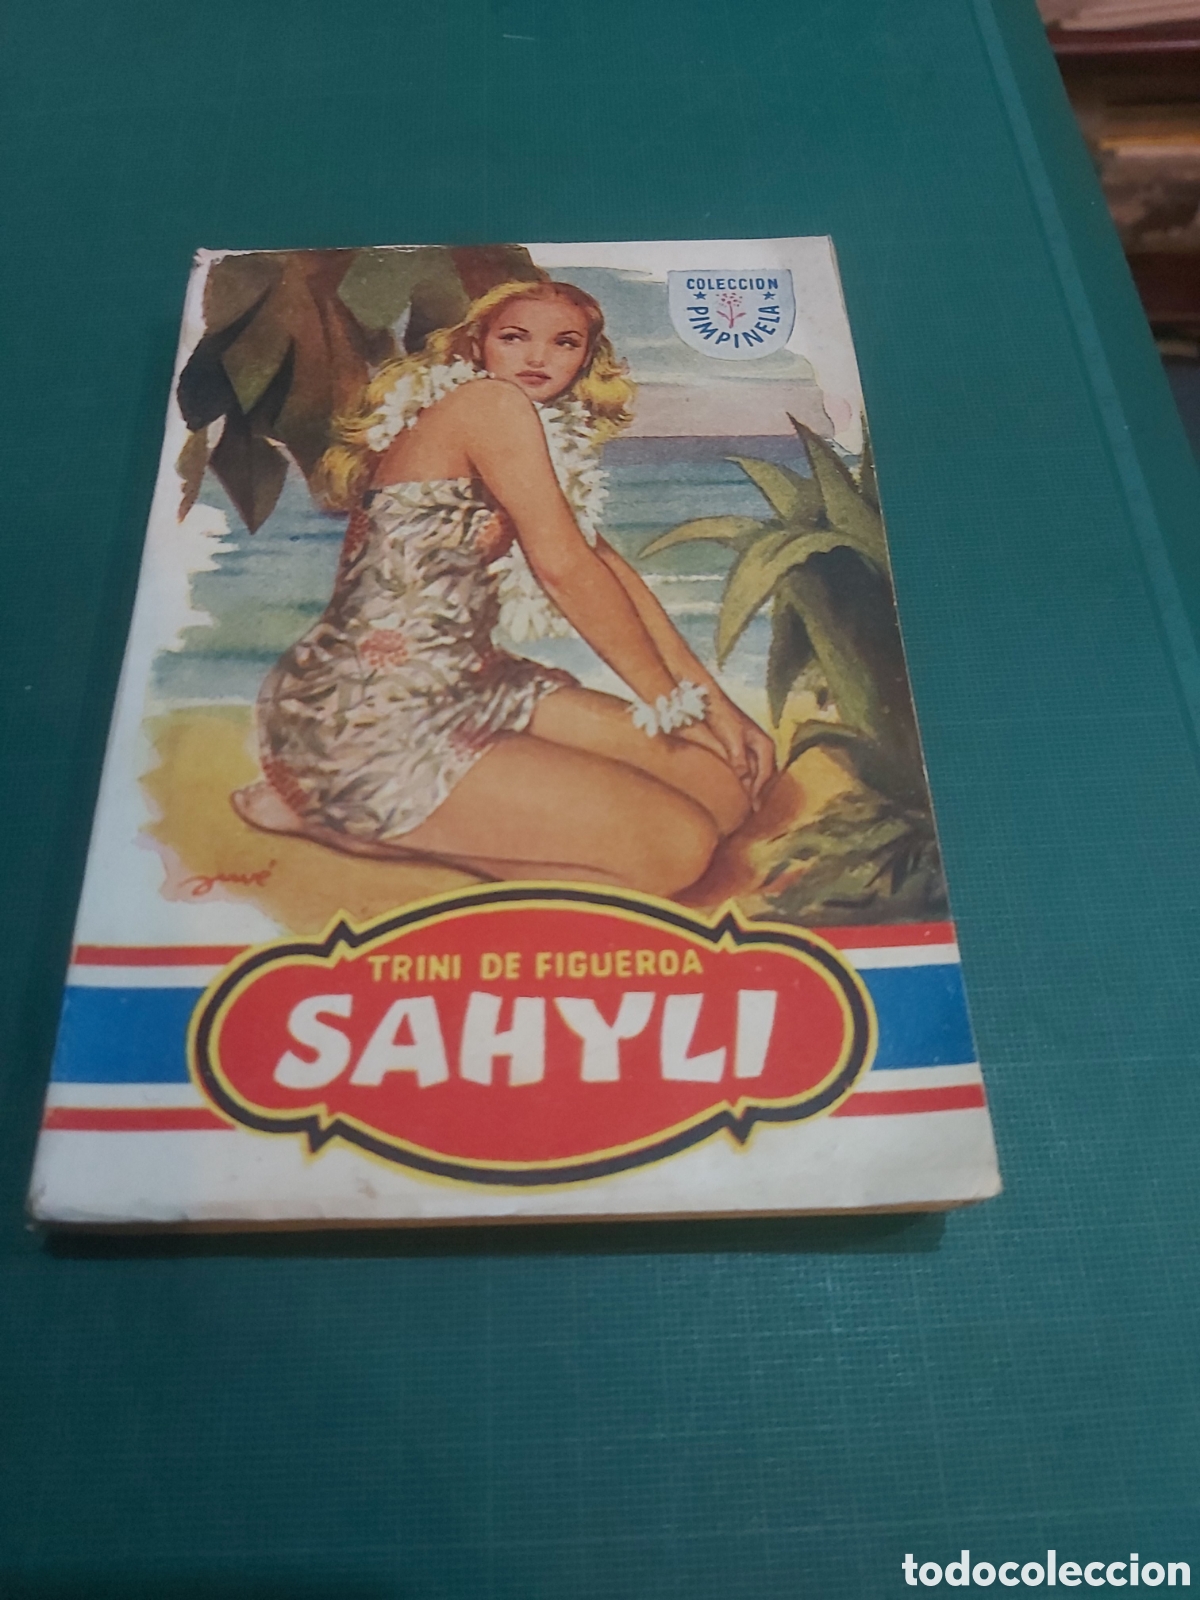 COLECCION
PIMPINELA
TRINI DE FIGUEROA
SAHYLI
todocoleccion